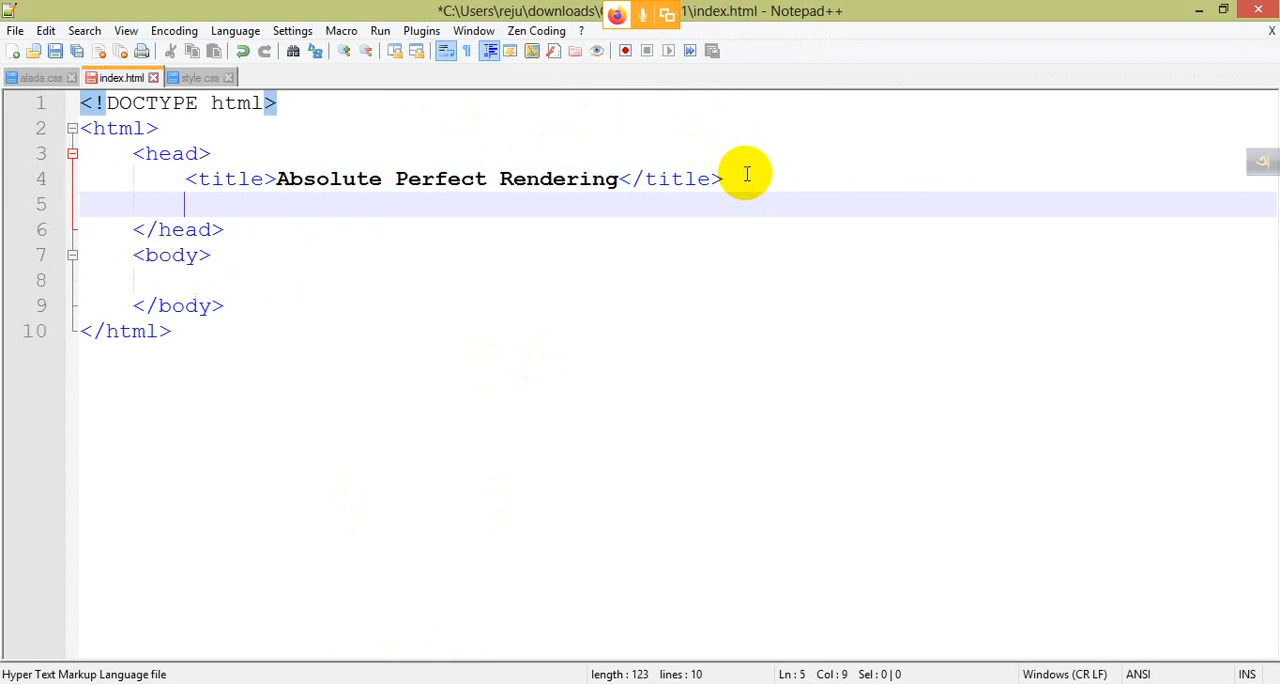 *C:\Users\reju\downloads\ 1\index.html - Notepad++
File Edit Search View Encoding Language Settings Macro Run Plugins Window Zen Coding ? X
alada.css index.html style.css
1 <!DOCTYPE html>
2 <html>
3 <head>
4 <title>Absolute Perfect Rendering</title>
5
6 </head>
7 <body>
8
9 </body>
10 </html>
Hyper Text Markup Language file length : 123 lines : 10 Ln : 5 Col : 9 Sel : 0 | 0 Windows (CR LF) ANSI INS